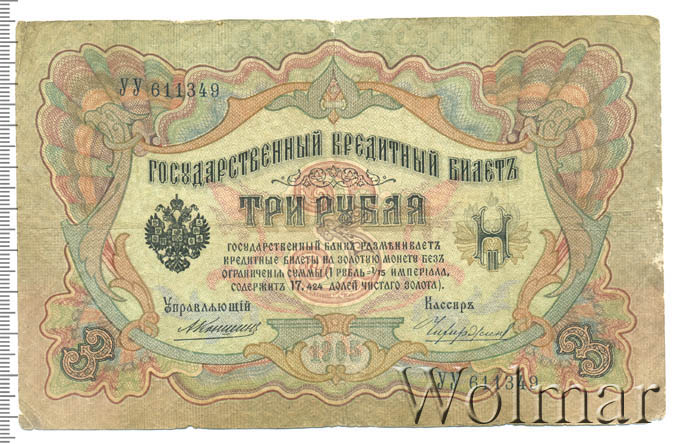 УУ 611349
ГОСУДАРСТВЕННЫЙ КРЕДИТНЫЙ БИЛЕТЪ
ТРИ РУБЛЯ
ГОСУДАРСТВЕННЫЙ БАНКЪ РАЗМѢНИВАЕТЪ
КРЕДИТНЫЕ БИЛЕТЫ НА ЗОЛОТУЮ МОНЕТУ БЕЗЪ
ОГРАНИЧЕНІЯ СУММЫ (1 РУБЛЬ = 1/15 ИМПЕРІАЛА,
СОДЕРЖИТЪ 17,424 ДОЛЕЙ ЧИСТАГО ЗОЛОТА).
Управляющій Кассиръ
3 1905 3
УУ 611349
Wolmar